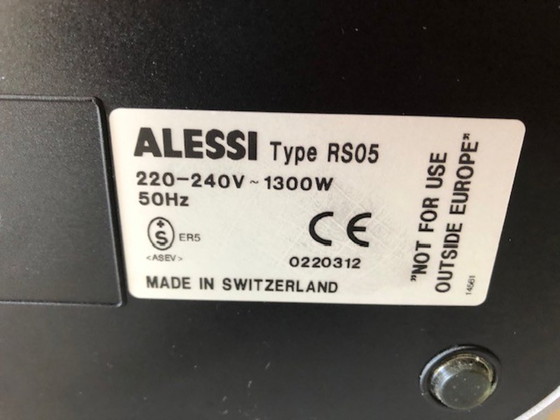 ALESSI Type RS05
220-240V~1300W
50Hz
+
S
ER5
<ASEV>
CE
0220312
MADE IN SWITZERLAND
"NOT FOR USE
OUTSIDE EUROPE"
14561